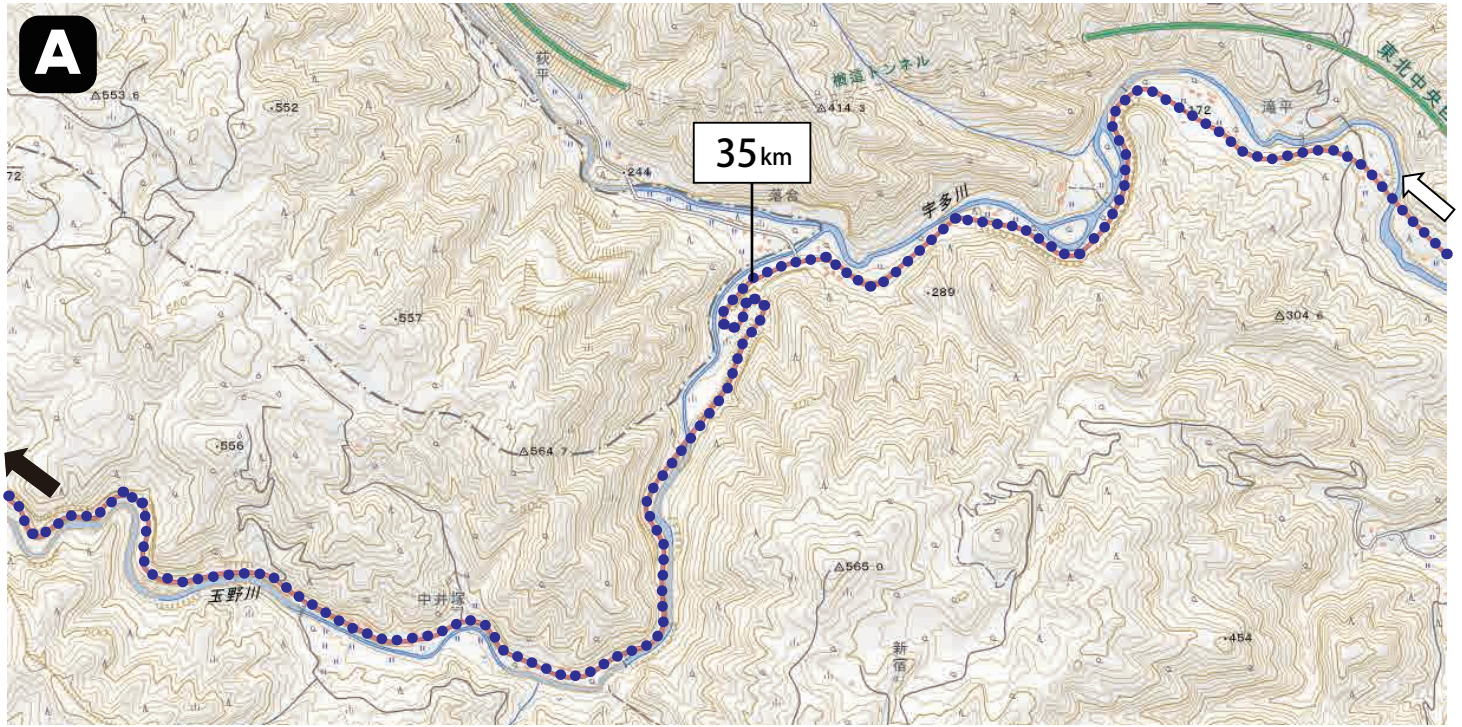 A
荻平
楢這トンネル
東北中央自
△553.6
・552
△414.3
・172
滝平
35km
72
・244
落合
宇多川
・289
・557
△304.6
・556
△564.7
△565.0
玉野川
中井塚
新宿
・454